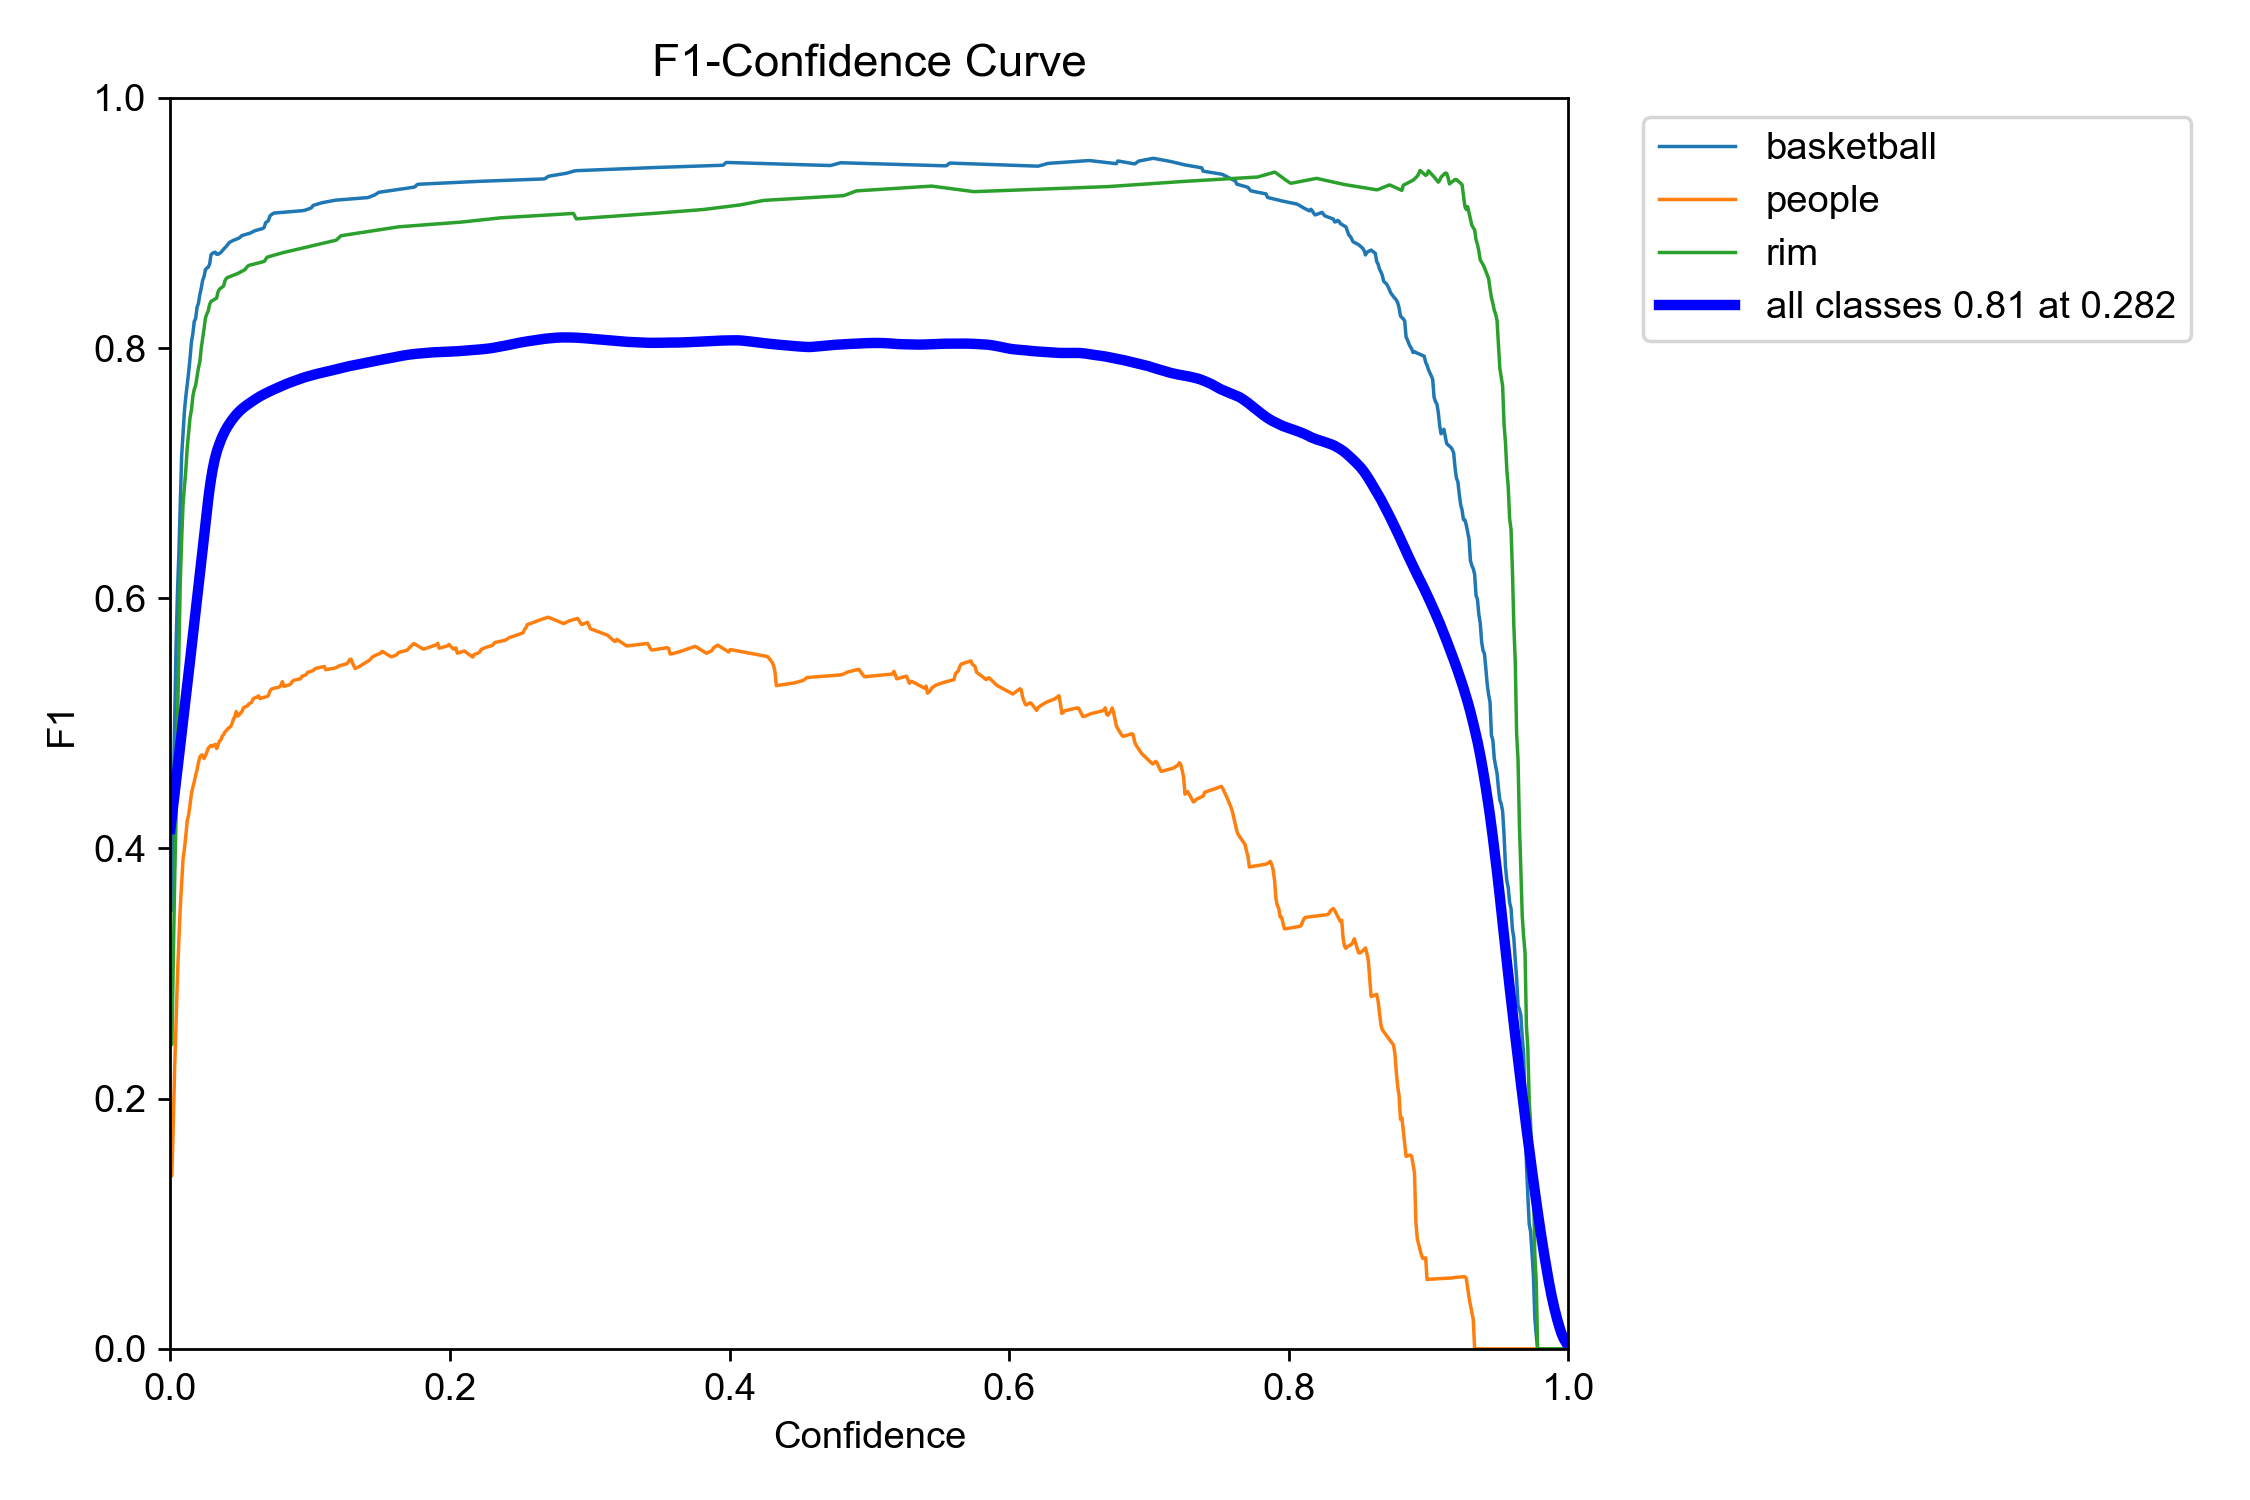 F1-Confidence Curve
1.0
0.8
0.6
0.4
0.2
0.0
F1
0.0 0.2 0.4 0.6 0.8 1.0
Confidence
basketball
people
rim
all classes 0.81 at 0.282